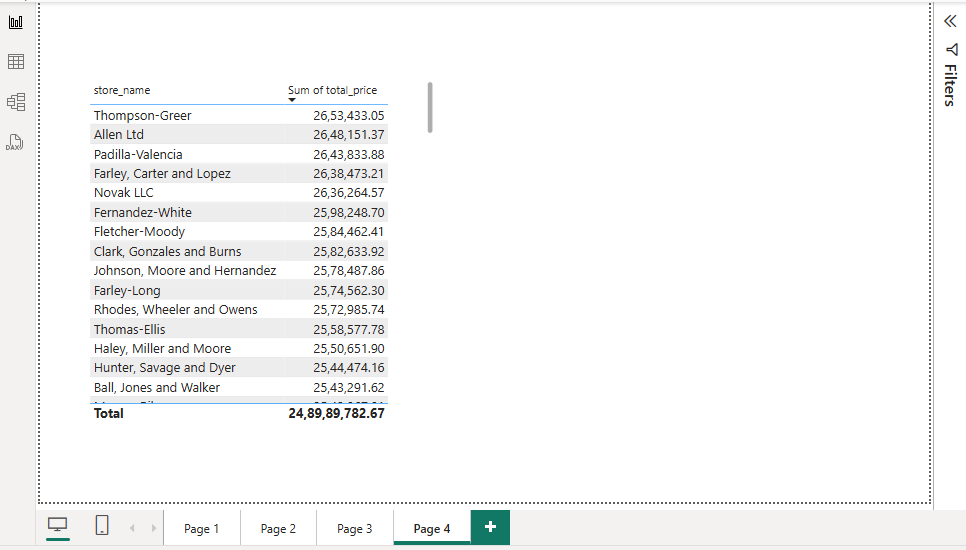 store_name Sum of total_price
Thompson-Greer 26,53,433.05
Allen Ltd 26,48,151.37
Padilla-Valencia 26,43,833.88
Farley, Carter and Lopez 26,38,473.21
Novak LLC 26,36,264.57
Fernandez-White 25,98,248.70
Fletcher-Moody 25,84,462.41
Clark, Gonzales and Burns 25,82,633.92
Johnson, Moore and Hernandez 25,78,487.86
Farley-Long 25,74,562.30
Rhodes, Wheeler and Owens 25,72,985.74
Thomas-Ellis 25,58,577.78
Haley, Miller and Moore 25,50,651.90
Hunter, Savage and Dyer 25,44,474.16
Ball, Jones and Walker 25,43,291.62
Total 24,89,89,782.67
Filters
DAX
Page 1 Page 2 Page 3 Page 4 +